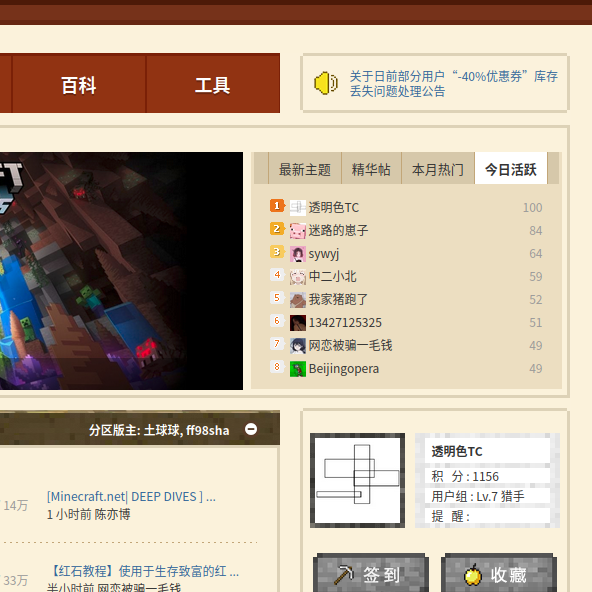 百科
工具
关于日前部分用户“-40%优惠券”库存
丢失问题处理公告
最新主题
精华帖
本月热门
今日活跃
1 透明色TC 100
2 迷路的崽子 84
3 sywyj 64
4 中二小北 59
5 我家猪跑了 52
6 13427125325 51
7 网恋被骗一毛钱 49
8 Beijingopera 49
分区版主: 土球球, ff98sha
14万
[Minecraft.net| DEEP DIVES ] ...
1 小时前 陈亦博
33万
【红石教程】使用于生存致富的红 ...
半小时前 网恋被骗一毛钱
透明色TC
积 分 : 1156
用户组 : Lv.7 猎手
提 醒 :
签到
收藏